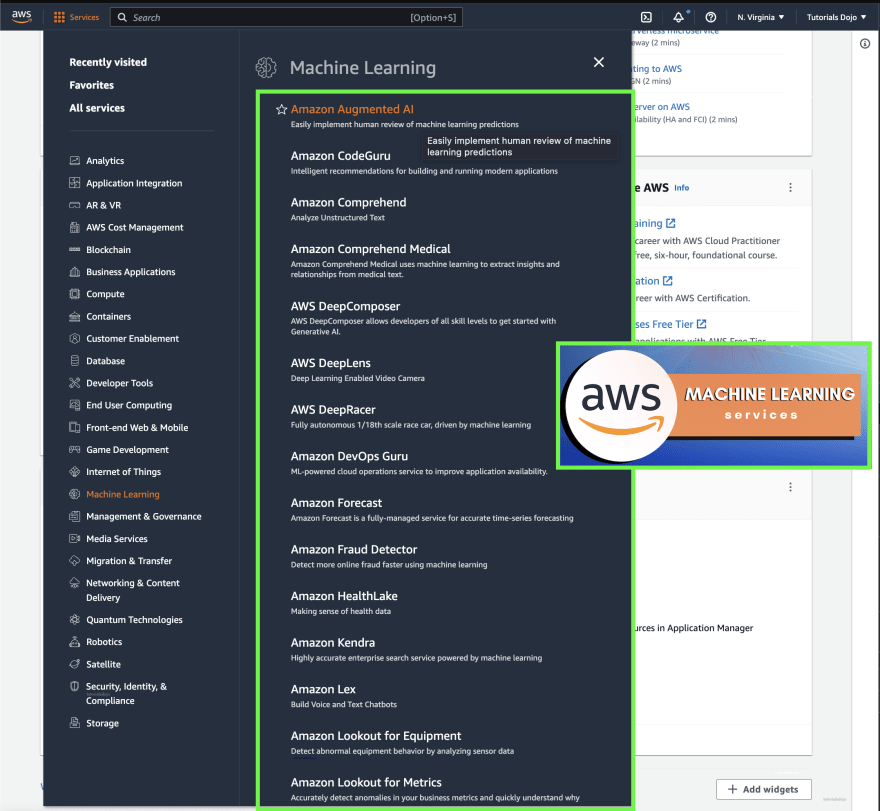 aws
Services
Search
[Option+S]
N. Virginia
Tutorials Dojo
Recently visited
Favorites
All services
Analytics
Application Integration
AR & VR
AWS Cost Management
Blockchain
Business Applications
Compute
Containers
Customer Enablement
Database
Developer Tools
End User Computing
Front-end Web & Mobile
Game Development
Internet of Things
Machine Learning
Management & Governance
Media Services
Migration & Transfer
Networking & Content
Delivery
Quantum Technologies
Robotics
Satellite
Security, Identity, &
Compliance
Storage
Machine Learning
Amazon Augmented AI
Easily implement human review of machine learning predictions
Easily implement human review of machine
learning predictions
Amazon CodeGuru
Intelligent recommendations for building and running modern applications
Amazon Comprehend
Analyze Unstructured Text
Amazon Comprehend Medical
Amazon Comprehend Medical uses machine learning to extract insights and
relationships from medical text.
AWS DeepComposer
AWS DeepComposer allows developers of all skill levels to get started with
Generative AI.
AWS DeepLens
Deep Learning Enabled Video Camera
AWS DeepRacer
Fully autonomous 1/18th scale race car, driven by machine learning
Amazon DevOps Guru
ML-powered cloud operations service to improve application availability.
Amazon Forecast
Amazon Forecast is a fully-managed service for accurate time-series forecasting
Amazon Fraud Detector
Detect more online fraud faster using machine learning
Amazon HealthLake
Making sense of health data
Amazon Kendra
Highly accurate enterprise search service powered by machine learning
Amazon Lex
Build Voice and Text Chatbots
Amazon Lookout for Equipment
Detect abnormal equipment behavior by analyzing sensor data
Amazon Lookout for Metrics
Accurately detect anomalies in your business metrics and quickly understand why
microservice
eway (2 mins)
ting to AWS
GN (2 mins)
erver on AWS
ilability (HA and FCI) (2 mins)
e AWS Info
aining
career with AWS Cloud Practitioner
free, six-hour, foundational course.
ation
reer with AWS Certification.
ses Free Tier
applications with AWS Free Tier
aws
MACHINE LEARNING
services
urces in Application Manager
Add widgets